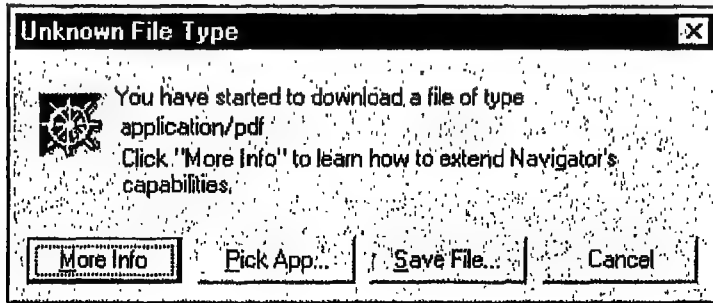 Unknown File Type
You have started to download a file of type
application/pdf
Click "More Info" to learn how to extend Navigator's
capabilities.
More Info
Pick App...
Save File...
Cancel